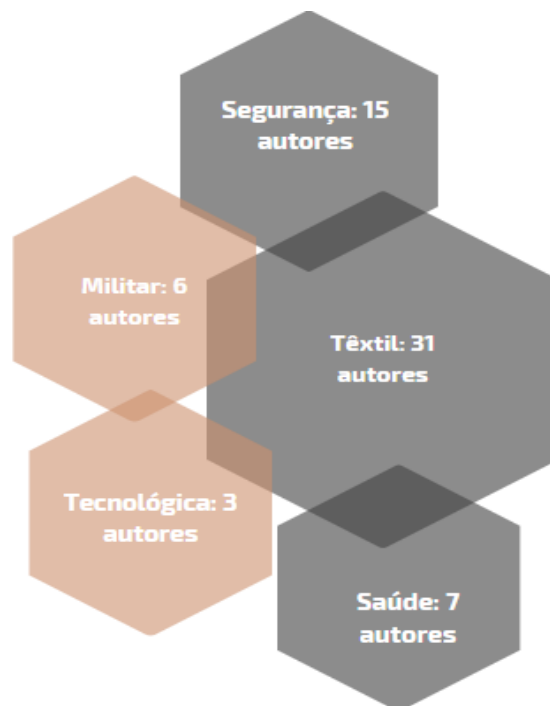 Segurança: 15
autores
Militar: 6
autores
Têxtil: 31
autores
Tecnológica: 3
autores
Saúde: 7
autores